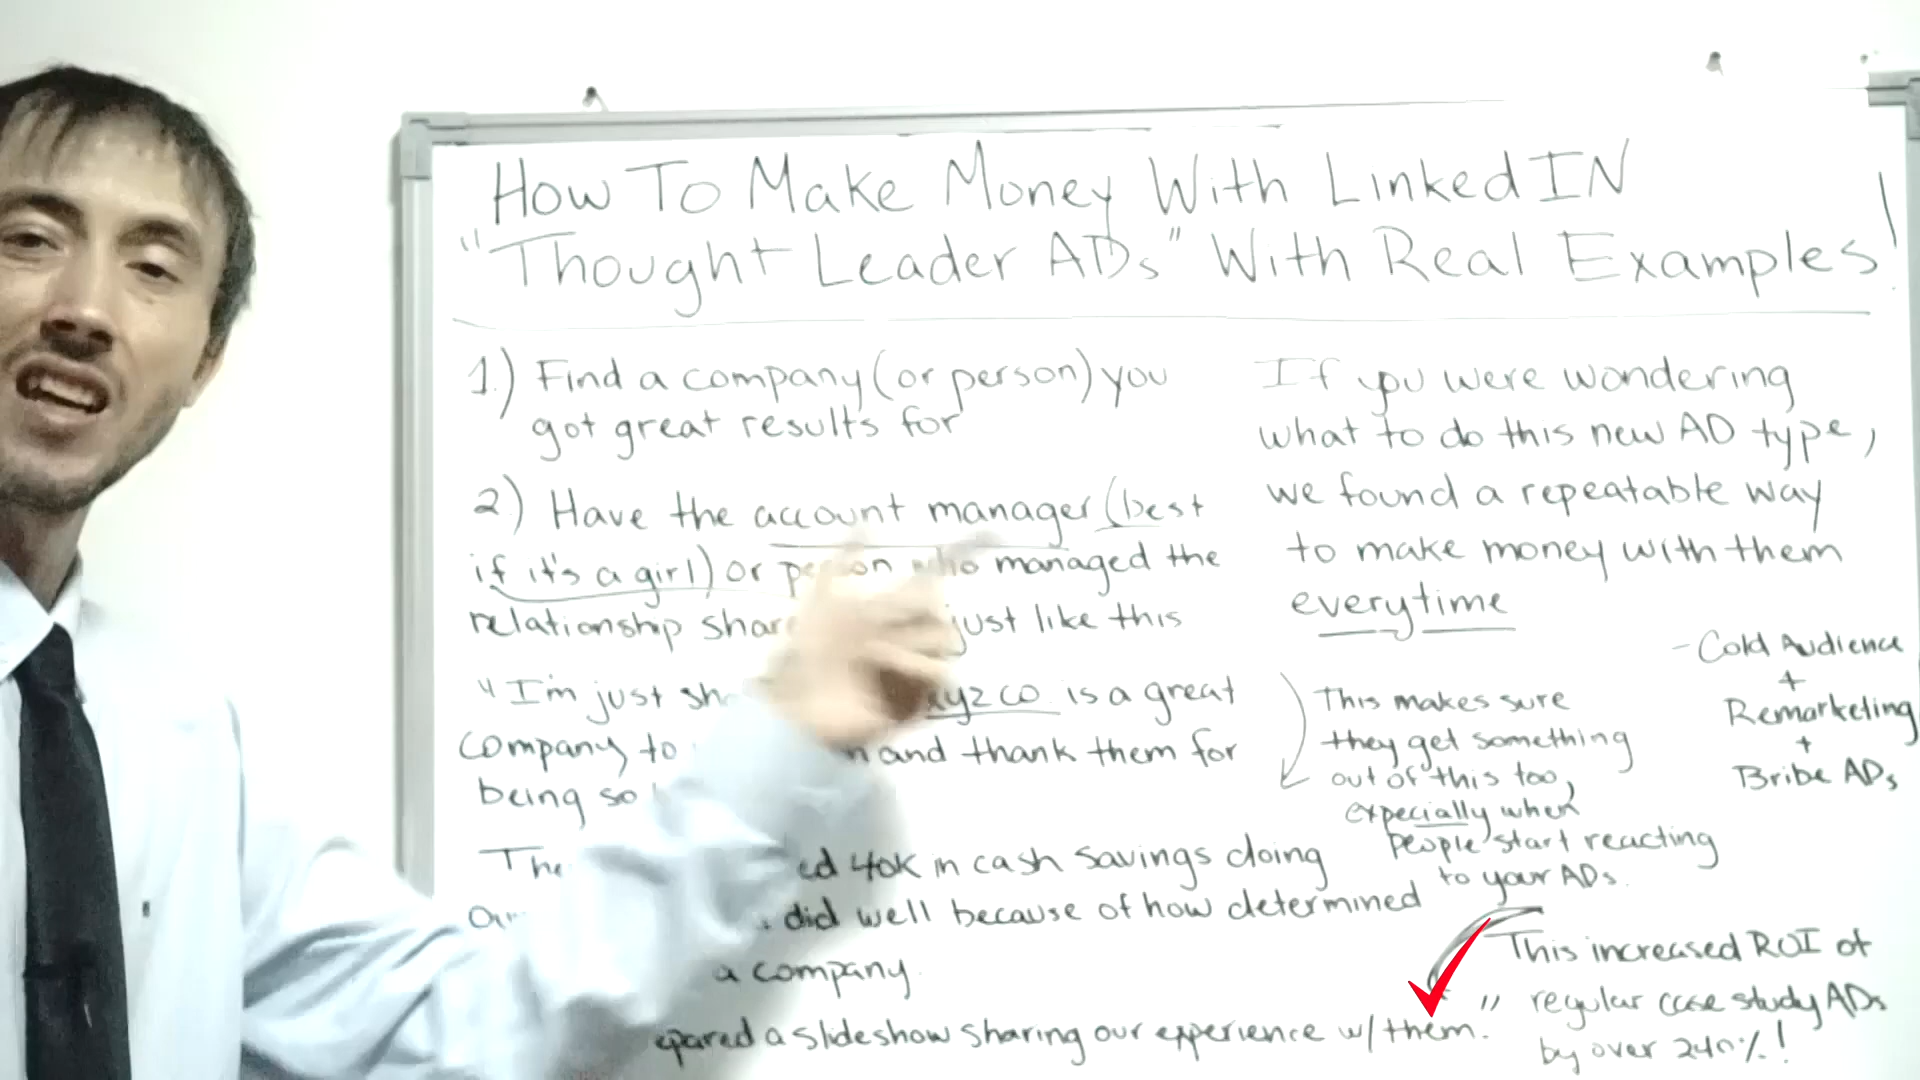 How To Make Money With LinkedIN
"Thought Leader ADs" With Real Examples!
1.) Find a company (or person) you
got great results for
2.) Have the account manager (best
if it's a girl) or person who managed the
relationship just like this
"I'm just xyz co is a great
company to and thank them for
being so
40k in cash savings doing
did well because of how determined
a company.
a slideshow sharing our experience w/ them."
If you were wondering
what to do this new AD type,
we found a repeatable way
to make money with them
everytime
This makes sure
they get something
out of this too,
expecially when
people start reacting
to your ADs.
- Cold Audience
+
Remarketing
+
Bribe ADs
This increased ROI of
regular case study ADs
by over 240%!